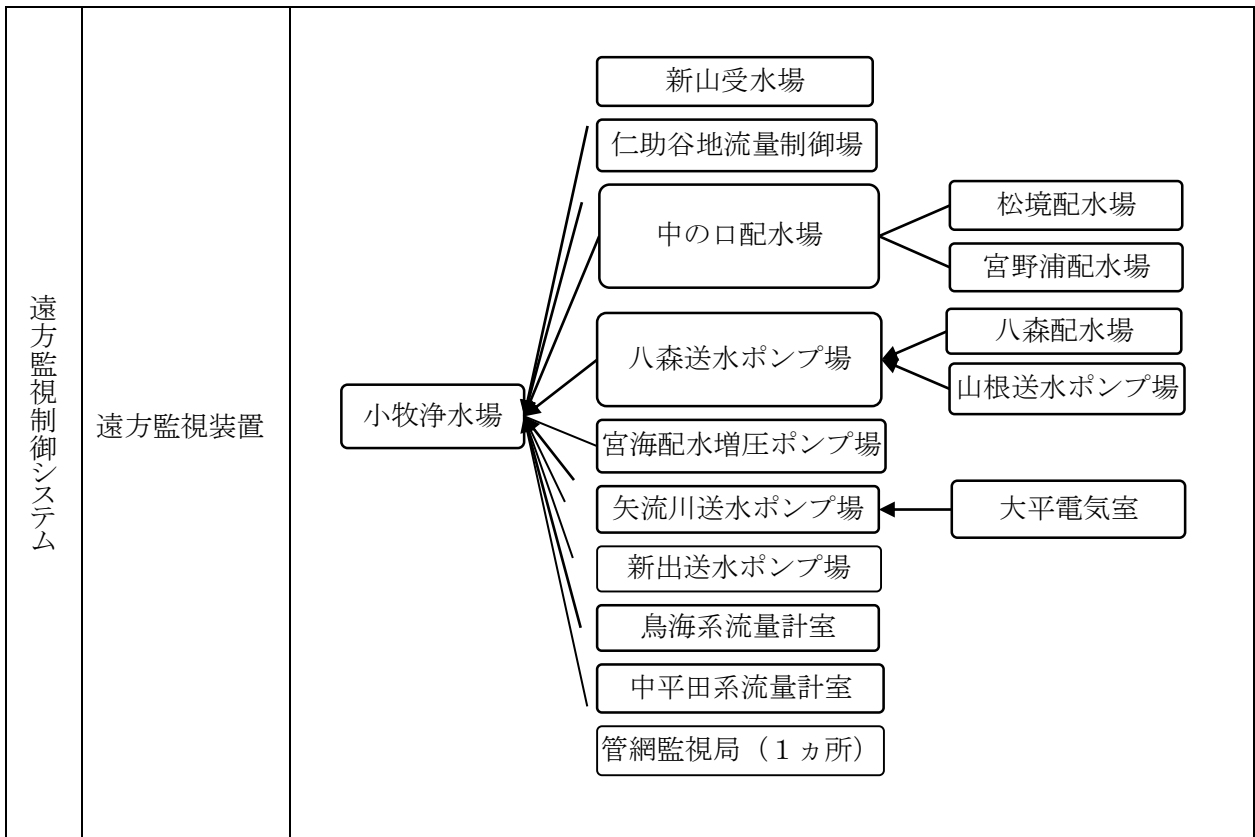 遠方監視制御システム
遠方監視装置
小牧浄水場
新山受水場
仁助谷地流量制御場
中の口配水場
松境配水場
宮野浦配水場
八森送水ポンプ場
八森配水場
山根送水ポンプ場
宮海配水増圧ポンプ場
矢流川送水ポンプ場
大平電気室
新出送水ポンプ場
鳥海系流量計室
中平田系流量計室
管網監視局（１ヵ所）